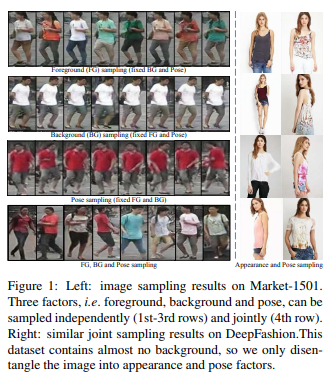 Foreground (FG) sampling (fixed BG and Pose)
Background (BG) sampling (fixed FG and Pose)
Pose sampling (fixed FG and BG)
FG, BG and Pose sampling
Appearance and Pose sampling
Figure 1: Left: image sampling results on Market-1501.
Three factors, i.e. foreground, background and pose, can be
sampled independently (1st-3rd rows) and jointly (4th row).
Right: similar joint sampling results on DeepFashion.This
dataset contains almost no background, so we only disen-
tangle the image into appearance and pose factors.